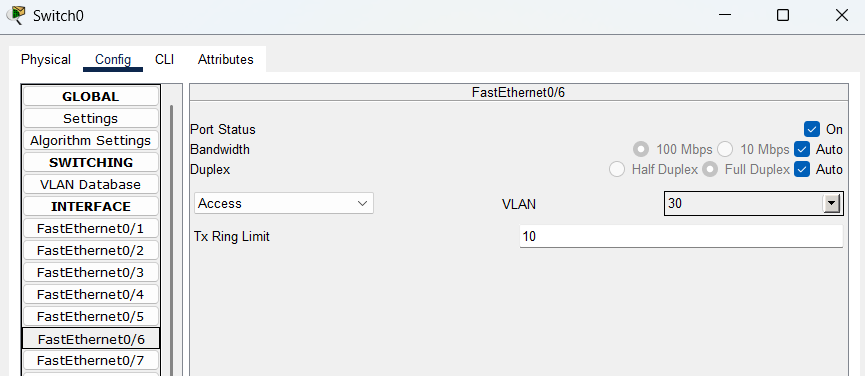 Switch0
Physical Config CLI Attributes
GLOBAL
Settings
Algorithm Settings
SWITCHING
VLAN Database
INTERFACE
FastEthernet0/1
FastEthernet0/2
FastEthernet0/3
FastEthernet0/4
FastEthernet0/5
FastEthernet0/6
FastEthernet0/7
FastEthernet0/6
Port Status On
Bandwidth 100 Mbps 10 Mbps Auto
Duplex Half Duplex Full Duplex Auto
Access VLAN 30
Tx Ring Limit 10